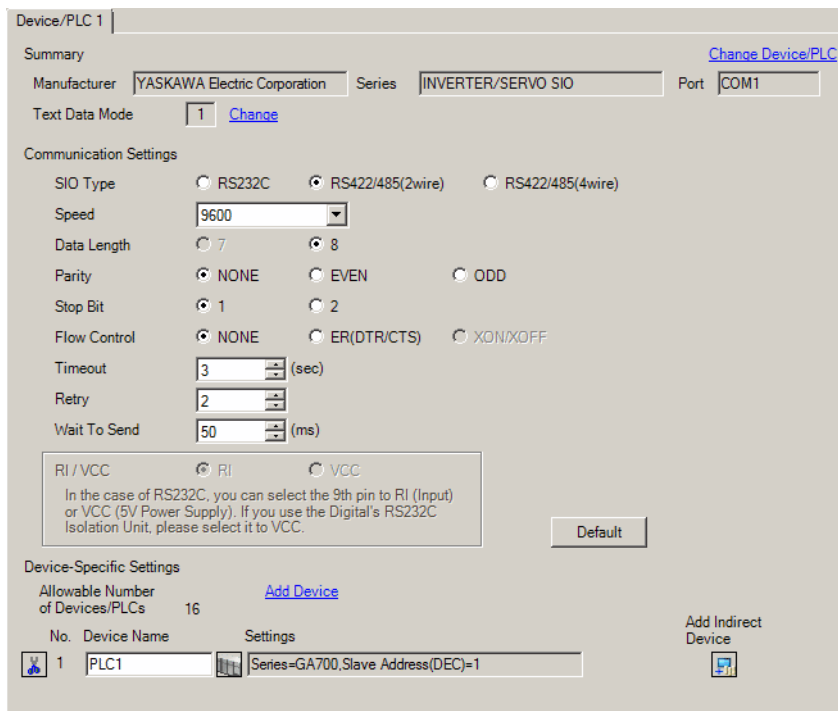 Device/PLC 1
Summary Change Device/PLC
Manufacturer YASKAWA Electric Corporation Series INVERTER/SERVO SIO Port COM1
Text Data Mode 1 Change
Communication Settings
SIO Type RS232C RS422/485(2wire) RS422/485(4wire)
Speed 9600
Data Length 7 8
Parity NONE EVEN ODD
Stop Bit 1 2
Flow Control NONE ER(DTR/CTS) XON/XOFF
Timeout 3 (sec)
Retry 2
Wait To Send 50 (ms)
RI / VCC RI VCC
In the case of RS232C, you can select the 9th pin to RI (Input)
or VCC (5V Power Supply). If you use the Digital's RS232C
Isolation Unit, please select it to VCC.
Default
Device-Specific Settings
Allowable Number Add Device
of Devices/PLCs 16
Add Indirect
No. Device Name Settings Device
1 PLC1 Series=GA700,Slave Address(DEC)=1